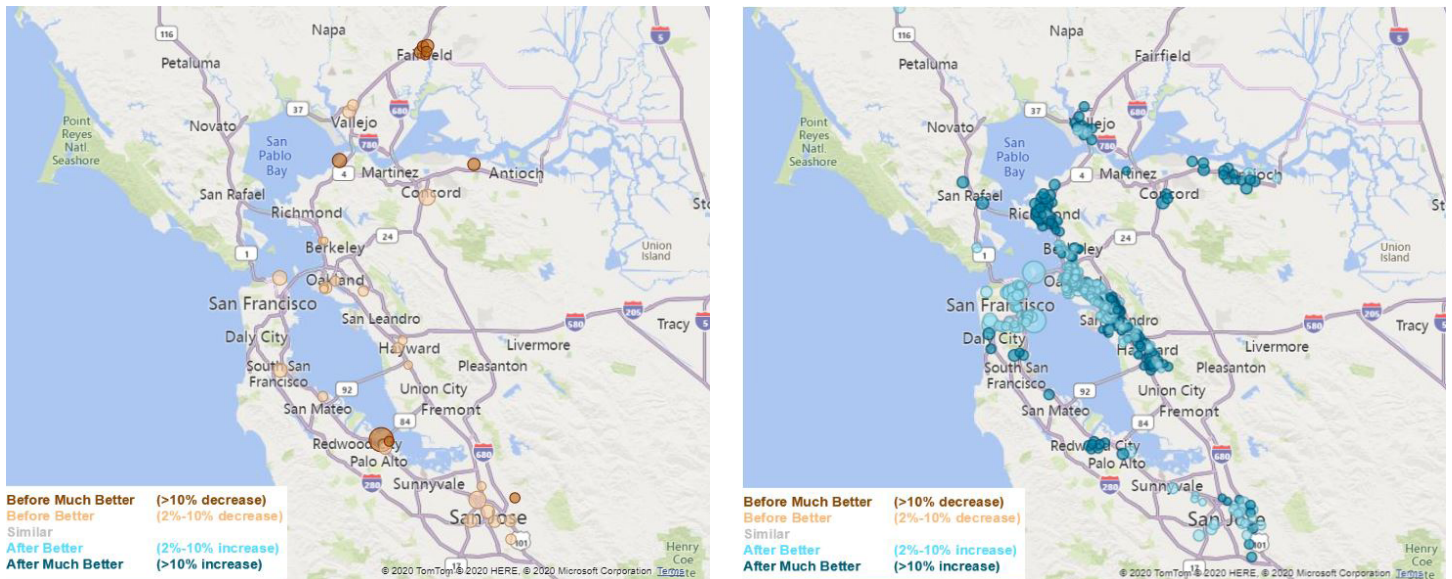 Napa
116
Petaluma
Fairfield
5
Point
Reyes
Natl.
Seashore
Novato
37
Vallejo
680
San
Pablo
Bay
780
4
Martinez
Antioch
San Rafael
Concord
Richmond
24
Berkeley
1
Union
Island
Oakland
San Francisco
San Leandro
580
205
Tracy
5
Daly City
Hayward
Livermore
Pleasanton
South San
Francisco
92
Union City
San Mateo
Fremont
84
Redwood City
Palo Alto
680
280
Sunnyvale
San Jose
101
17
Henry
Coe
Before Much Better (>10% decrease)
Before Better (2%-10% decrease)
Similar
After Better (2%-10% increase)
After Much Better (>10% increase)
© 2020 TomTom © 2020 HERE, © 2020 Microsoft Corporation Terms
Napa
116
Petaluma
Fairfield
5
Point
Reyes
Natl.
Seashore
Novato
37
Vallejo
680
San
Pablo
Bay
780
4
Martinez
San Rafael
Concord
Richmond
24
Berkeley
1
Union
Island
San Francisco
580
205
Tracy
5
Daly City
Hayward
Livermore
Pleasanton
South San
Francisco
92
Union City
San Mateo
Fremont
84
Redwood City
Palo Alto
680
280
Sunnyvale
San Jose
101
17
Henry
Coe
Before Much Better (>10% decrease)
Before Better (2%-10% decrease)
Similar
After Better (2%-10% increase)
After Much Better (>10% increase)
© 2020 TomTom © 2020 HERE, © 2020 Microsoft Corporation Terms